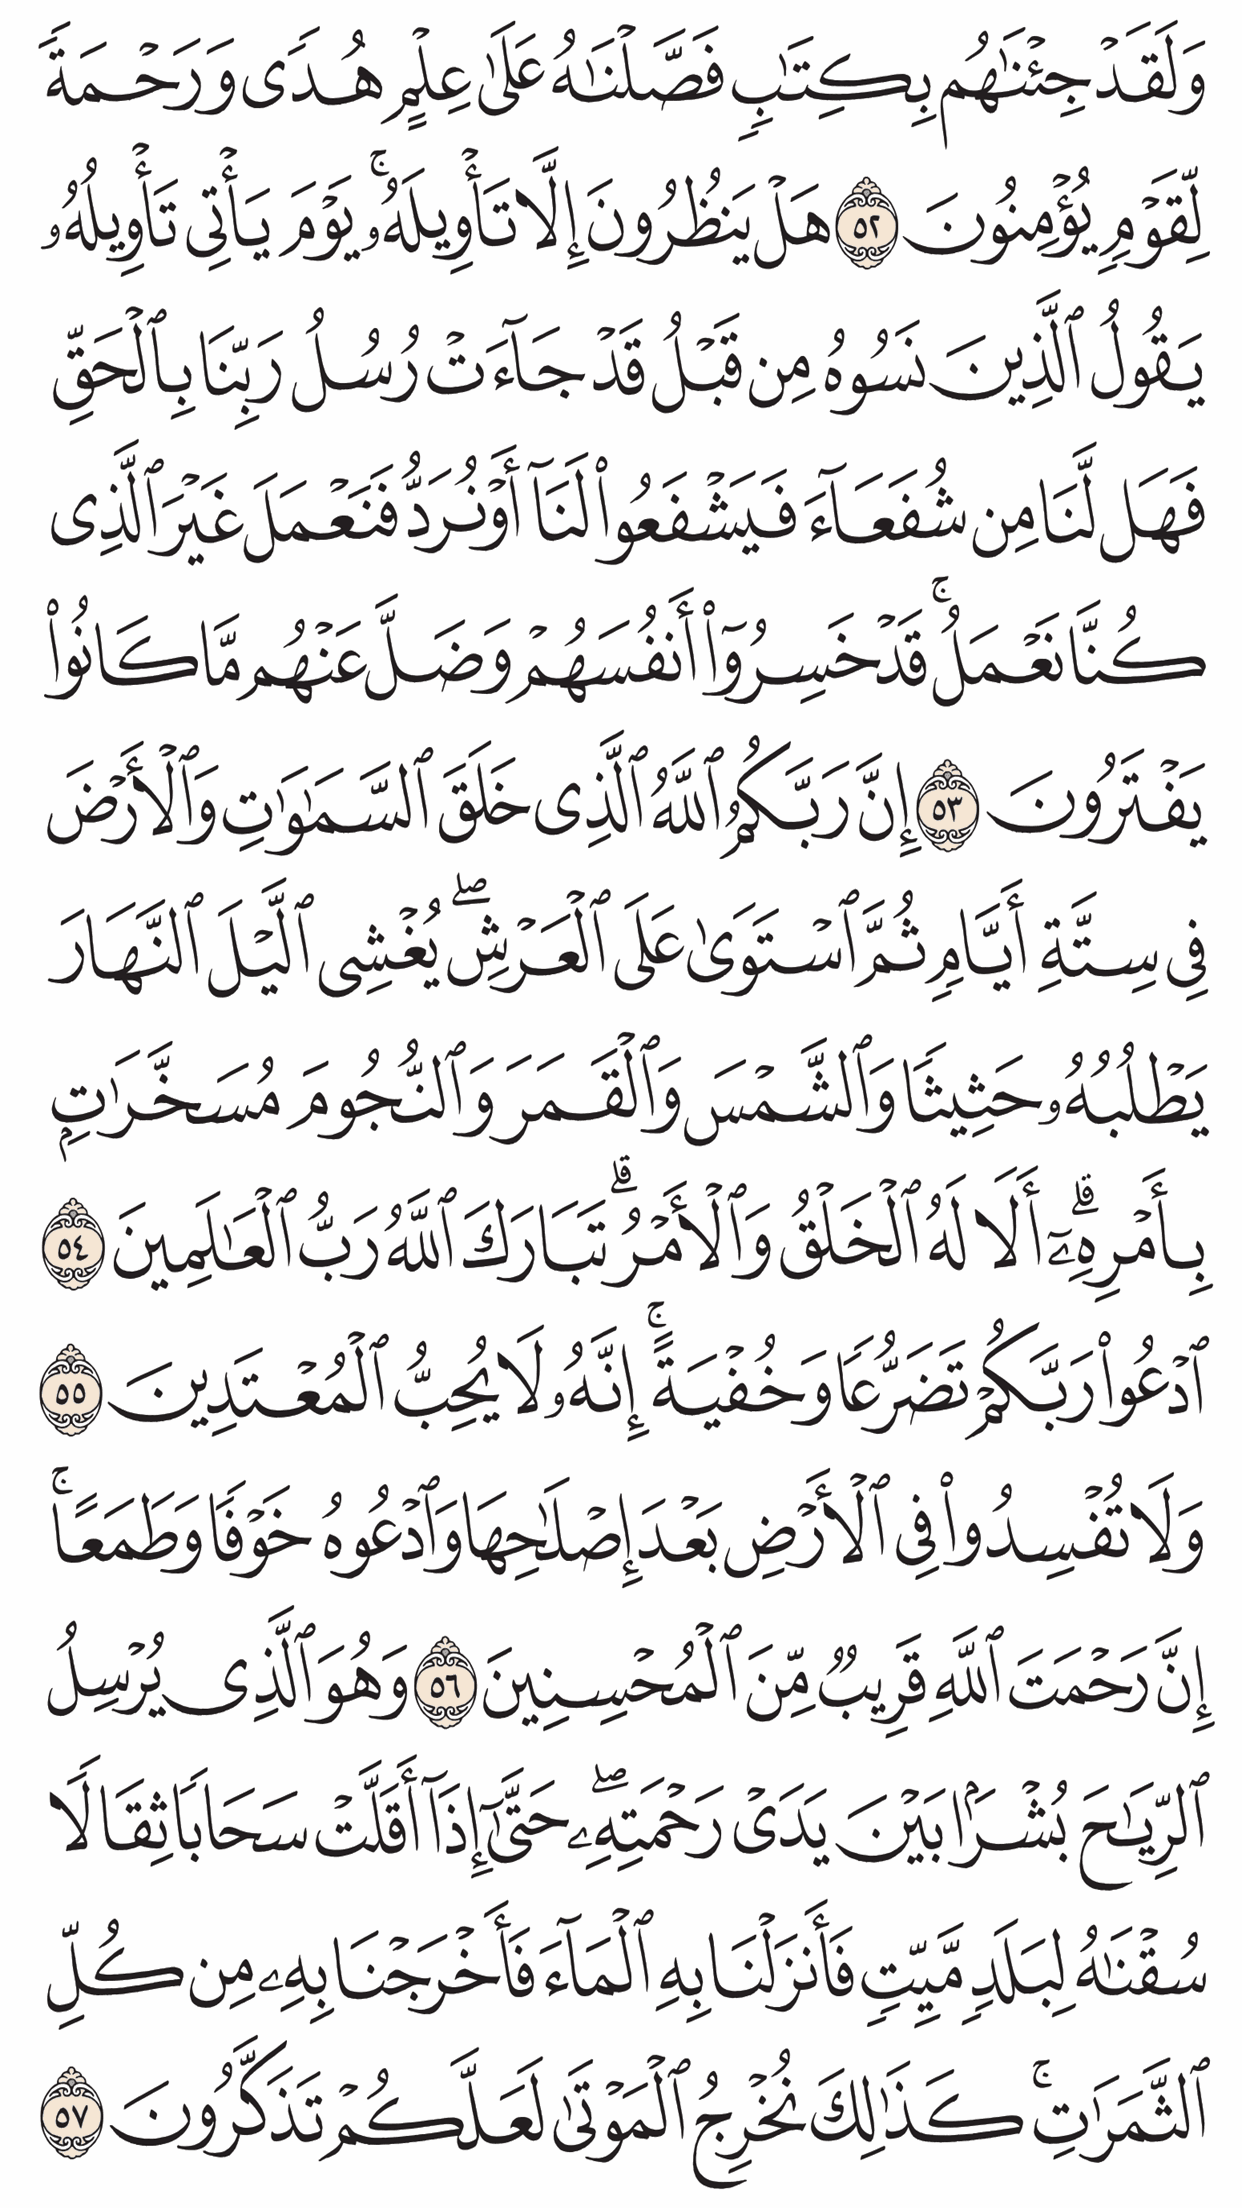 وَلَقَدْ جِئْنَٰهُم بِكِتَٰبٍ فَصَّلْنَٰهُ عَلَىٰ عِلْمٍ هُدًى وَرَحْمَةً
لِّقَوْمٍ يُؤْمِنُونَ ٥٢ هَلْ يَنظُرُونَ إِلَّا تَأْوِيلَهُۥ ۚ يَوْمَ يَأْتِى تَأْوِيلُهُۥ
يَقُولُ ٱلَّذِينَ نَسُوهُ مِن قَبْلُ قَدْ جَآءَتْ رُسُلُ رَبِّنَا بِٱلْحَقِّ
فَهَل لَّنَا مِن شُفَعَآءَ فَيَشْفَعُوا۟ لَنَآ أَوْ نُرَدُّ فَنَعْمَلَ غَيْرَ ٱلَّذِى
كُنَّا نَعْمَلُ ۚ قَدْ خَسِرُوٓا۟ أَنفُسَهُمْ وَضَلَّ عَنْهُم مَّا كَانُوا۟
يَفْتَرُونَ ٥٣ إِنَّ رَبَّكُمُ ٱللَّهُ ٱلَّذِى خَلَقَ ٱلسَّمَٰوَٰتِ وَٱلْأَرْضَ
فِى سِتَّةِ أَيَّامٍ ثُمَّ ٱسْتَوَىٰ عَلَى ٱلْعَرْشِ ۖ يُغْشِى ٱلَّيْلَ ٱلنَّهَارَ
يَطْلُبُهُۥ حَثِيثًا وَٱلشَّمْسَ وَٱلْقَمَرَ وَٱلنُّجُومَ مُسَخَّرَٰتٍۭ
بِأَمْرِهِۦٓ ۗ أَلَا لَهُ ٱلْخَلْقُ وَٱلْأَمْرُ ۗ تَبَارَكَ ٱللَّهُ رَبُّ ٱلْعَٰلَمِينَ ٥٤
ٱدْعُوا۟ رَبَّكُمْ تَضَرُّعًا وَخُفْيَةً ۚ إِنَّهُۥ لَا يُحِبُّ ٱلْمُعْتَدِينَ ٥٥
وَلَا تُفْسِدُوا۟ فِى ٱلْأَرْضِ بَعْدَ إِصْلَٰحِهَا وَٱدْعُوهُ خَوْفًا وَطَمَعًا ۚ
إِنَّ رَحْمَتَ ٱللَّهِ قَرِيبٌ مِّنَ ٱلْمُحْسِنِينَ ٥٦ وَهُوَ ٱلَّذِى يُرْسِلُ
ٱلرِّيَٰحَ بُشْرًۢا بَيْنَ يَدَىْ رَحْمَتِهِۦ ۖ حَتَّىٰٓ إِذَآ أَقَلَّتْ سَحَابًا ثِقَالًا
سُقْنَٰهُ لِبَلَدٍ مَّيِّتٍ فَأَنزَلْنَا بِهِ ٱلْمَآءَ فَأَخْرَجْنَا بِهِۦ مِن كُلِّ
ٱلثَّمَرَٰتِ ۚ كَذَٰلِكَ نُخْرِجُ ٱلْمَوْتَىٰ لَعَلَّكُمْ تَذَكَّرُونَ ٥٧